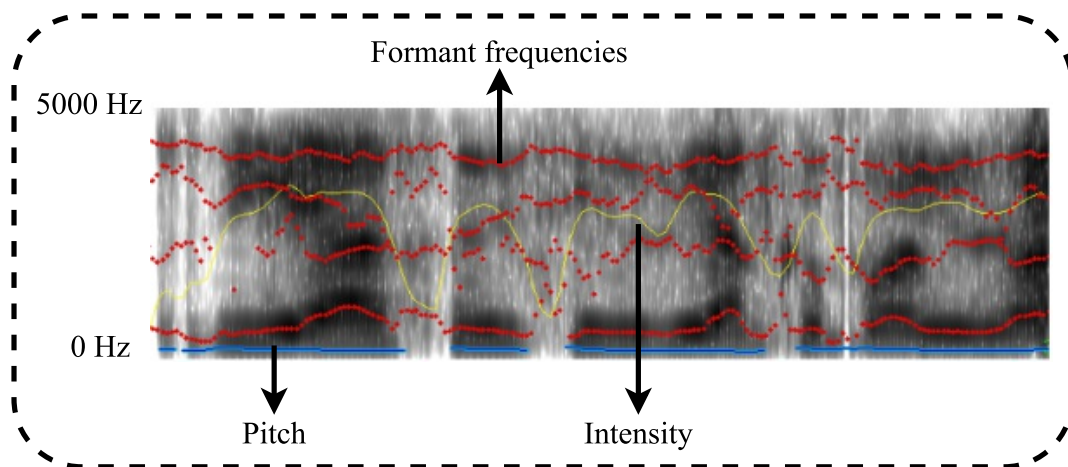 Formant frequencies
5000 Hz
0 Hz
Pitch
Intensity